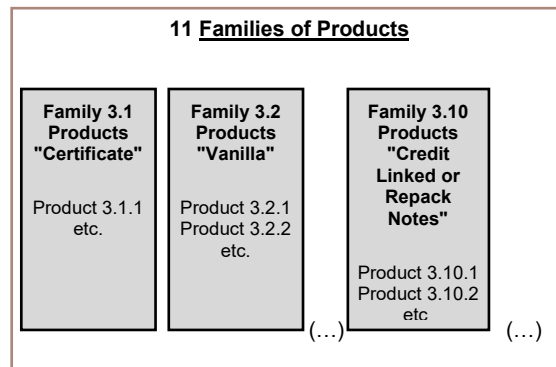 11 Families of Products
Family 3.1
Products
"Certificate"
Product 3.1.1
etc.
Family 3.2
Products
"Vanilla"
Product 3.2.1
Product 3.2.2
etc.
(…)
Family 3.10
Products
"Credit
Linked or
Repack
Notes"
Product 3.10.1
Product 3.10.2
etc
(…)